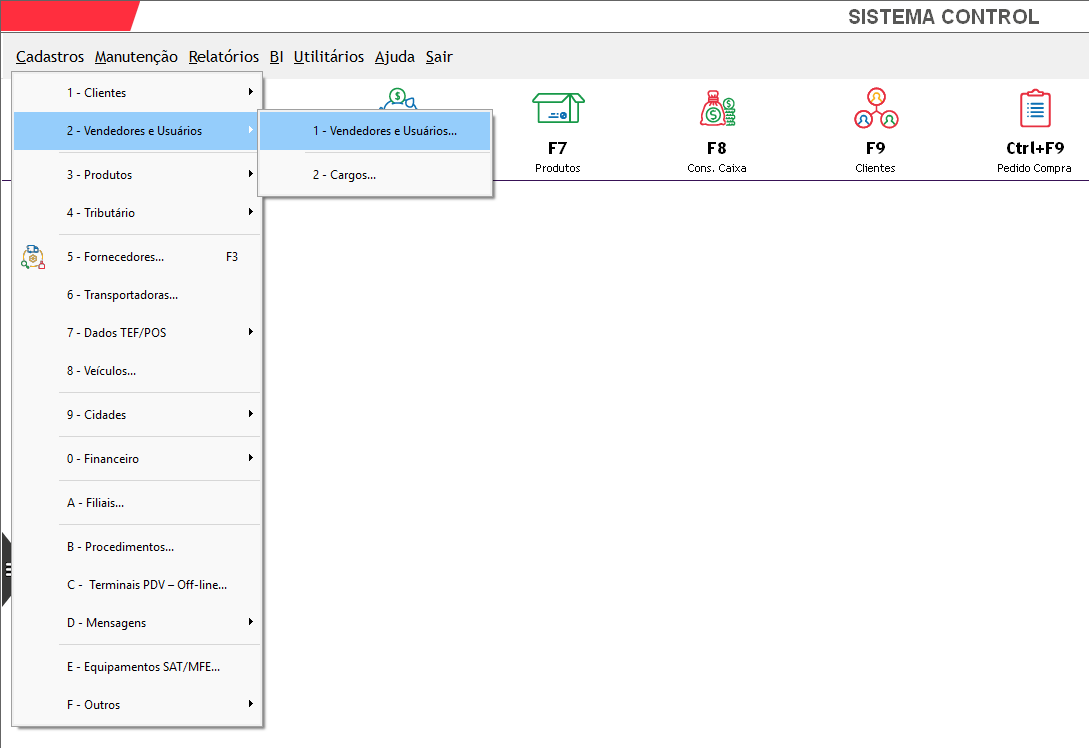 SISTEMA CONTROL
Cadastros Manutenção Relatórios BI Utilitários Ajuda Sair
1 - Clientes
2 - Vendedores e Usuários
3 - Produtos
4 - Tributário
5 - Fornecedores... F3
6 - Transportadoras...
7 - Dados TEF/POS
8 - Veículos...
9 - Cidades
0 - Financeiro
A - Filiais...
B - Procedimentos...
C - Terminais PDV – Off-line...
D - Mensagens
E - Equipamentos SAT/MFE...
F - Outros
1 - Vendedores e Usuários...
2 - Cargos...
F7
Produtos
F8
Cons. Caixa
F9
Clientes
Ctrl+F9
Pedido Compra